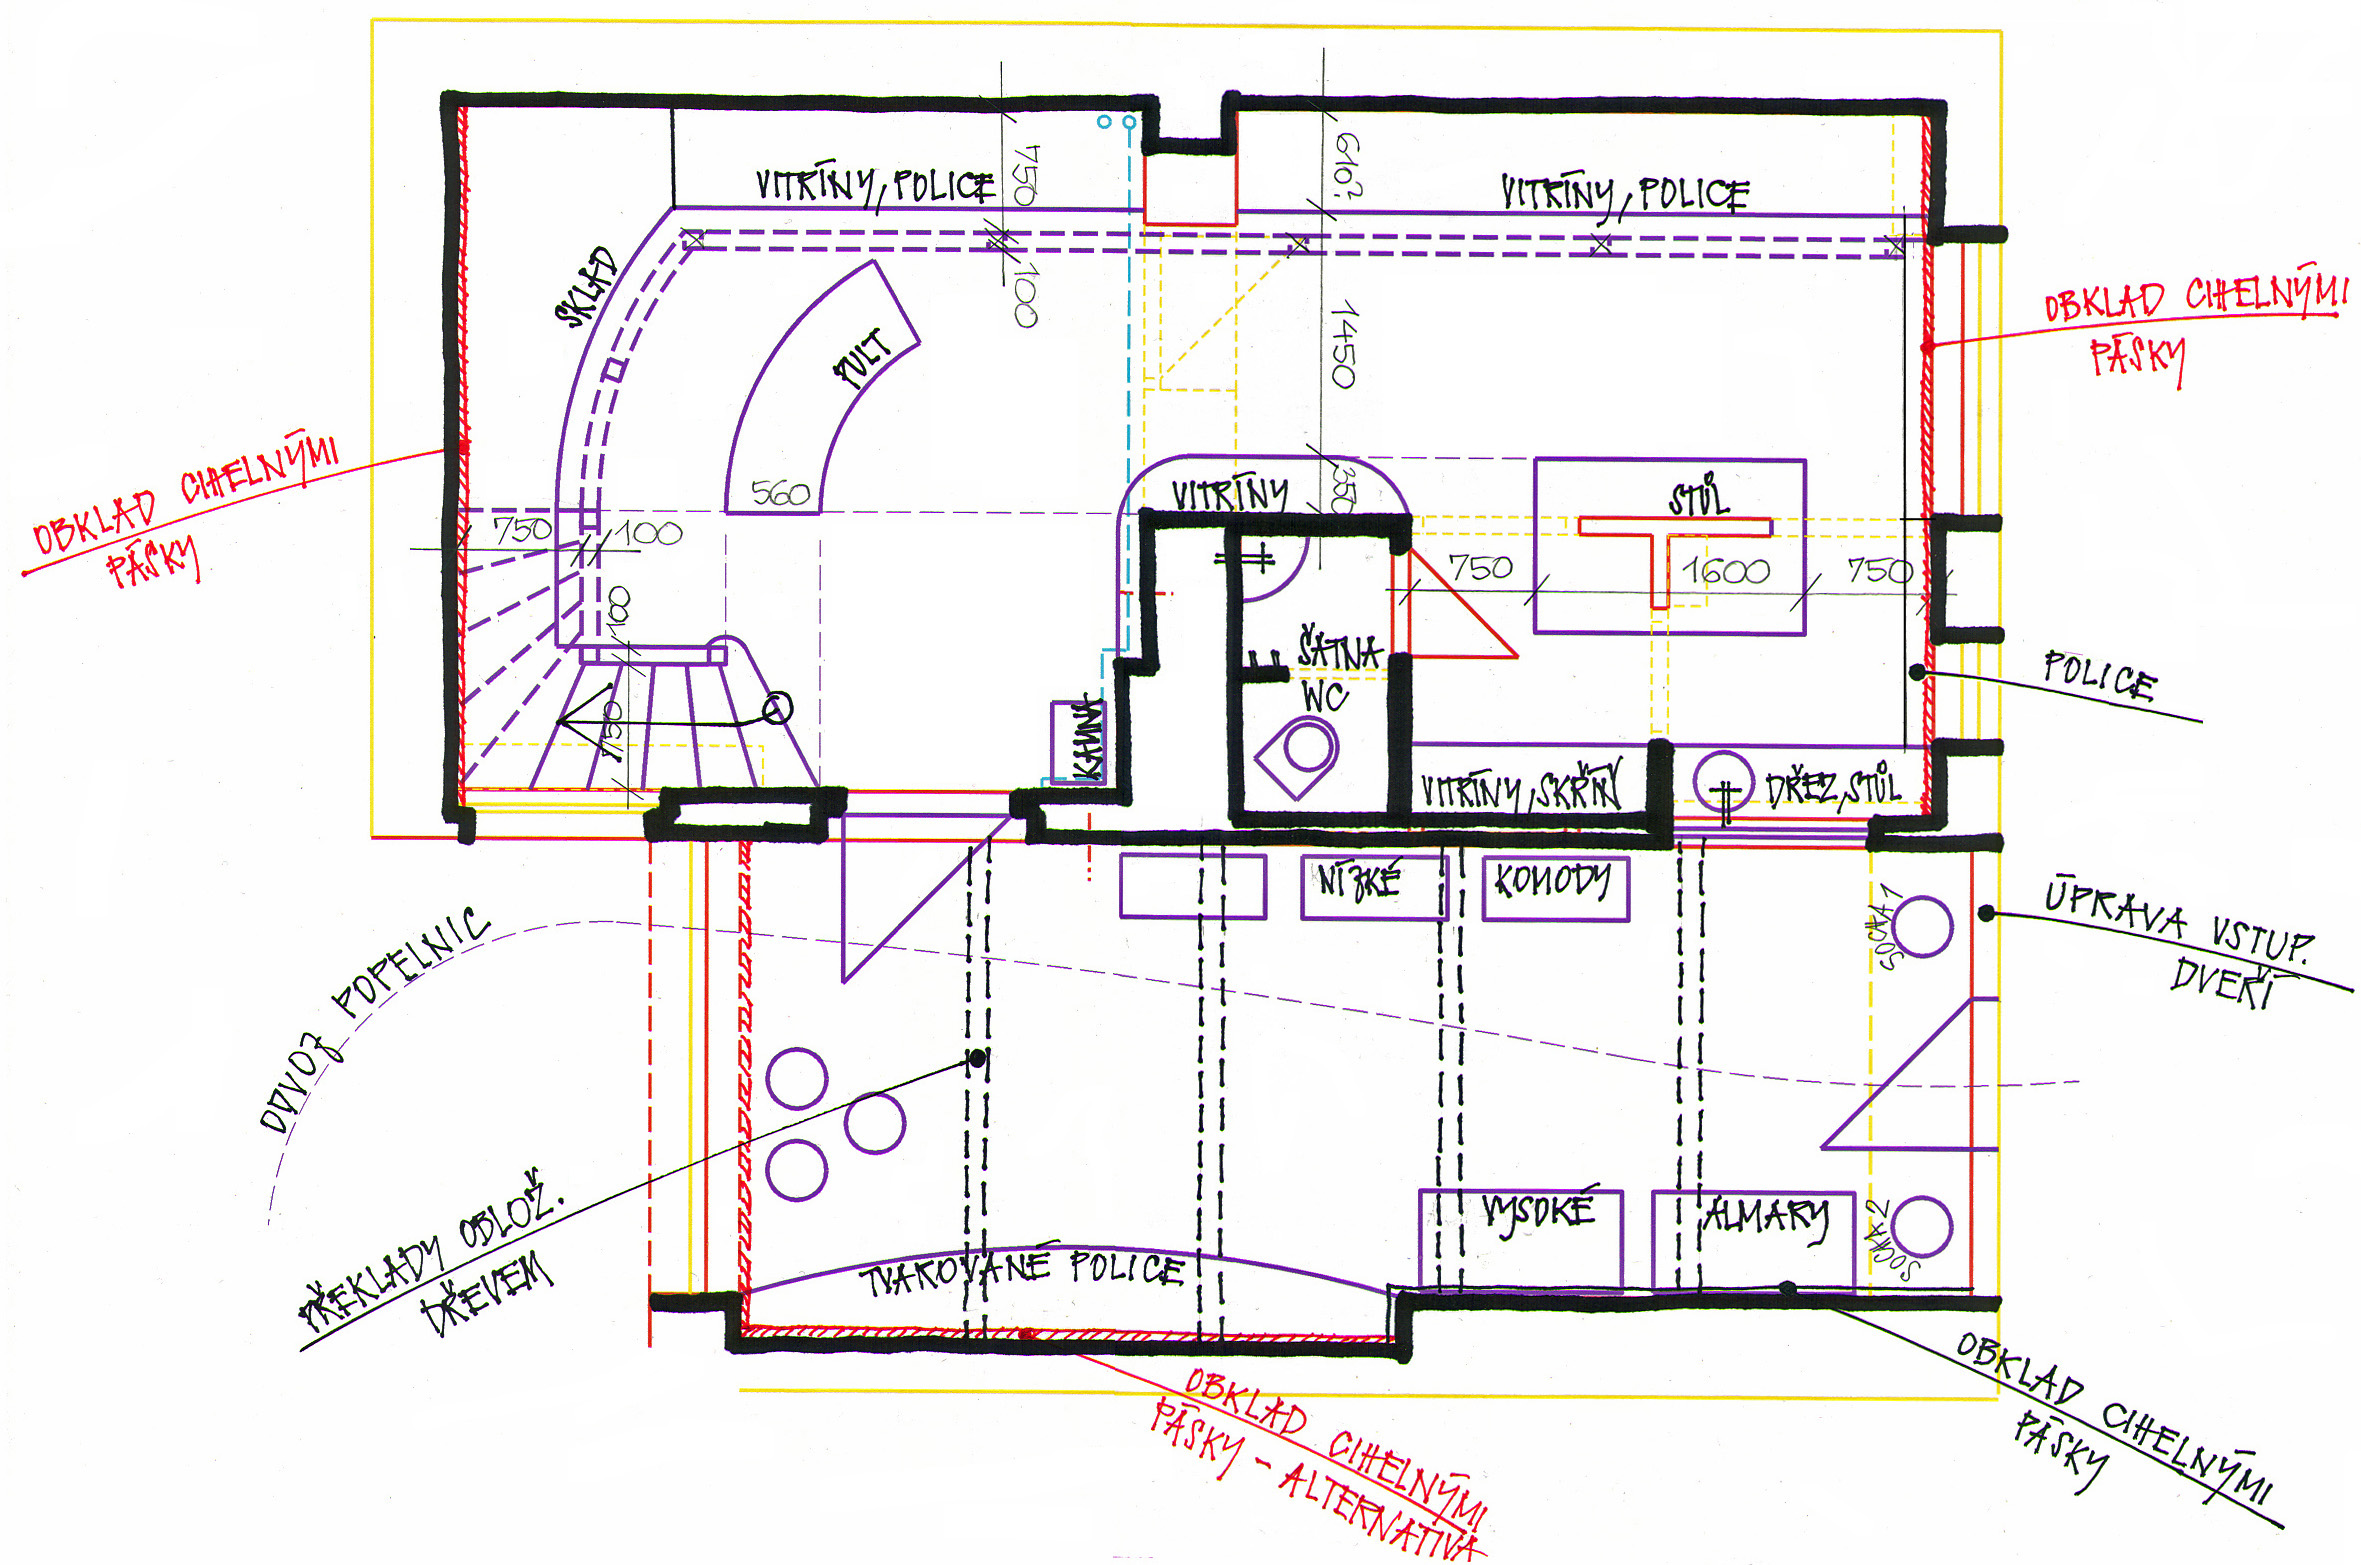 VITRÍNY, POLICE
750
610?
VITRÍNY, POLICE
SKLAD
100
1450
PULT
OBKLAD CIHELNÝMI
PÁSKY
OBKLAD CIHELNÝMI
PÁSKY
560
VITRÍNY
350
STŮL
750
100
750
1600
750
100
ŠATNA
WC
POLICE
750
KAMNA
VITRÍNY, SKŘÍŇ
DŘEZ, STŮL
NÍZKÉ
KOMODY
SOCHA 1
ÚPRAVA VSTUP.
DVEŘÍ
ODVOZ POPELNIC
PŘEKLADY OBLOŽ.
DŘEVEM
VYSOKÉ
ALMARY
SOCHA 2
TVAROVANÉ POLICE
OBKLAD CIHELNÝMI
PÁSKY - ALTERNATIVA
OBKLAD CIHELNÝMI
PÁSKY